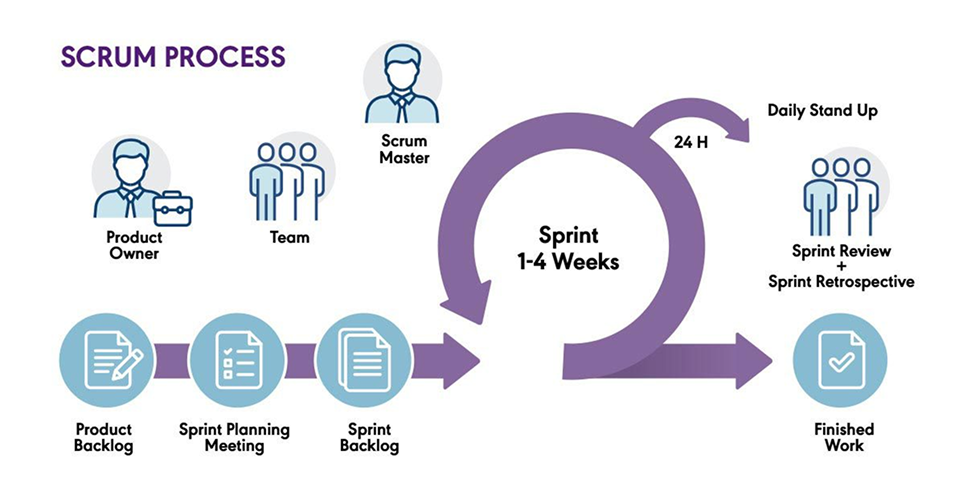 SCRUM PROCESS
Scrum
Master
Product
Owner
Team
24 H
Daily Stand Up
Sprint
1-4 Weeks
Sprint Review
+
Sprint Retrospective
Product
Backlog
Sprint Planning
Meeting
Sprint
Backlog
Finished
Work